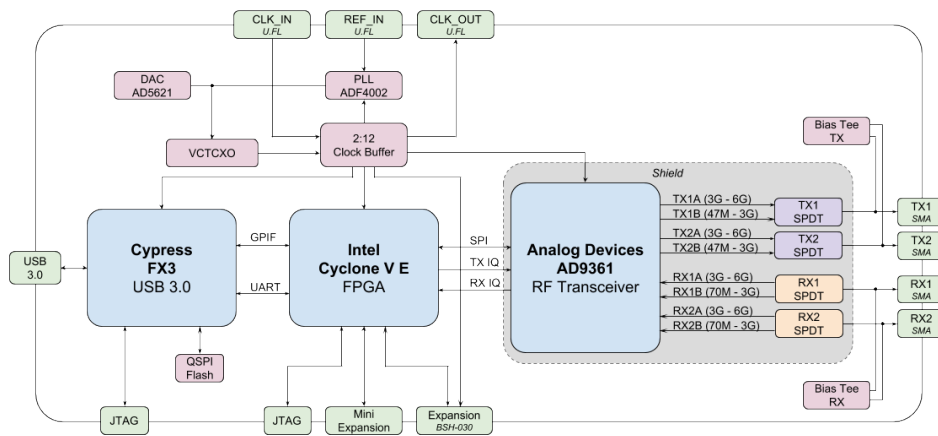 CLK_IN
U.FL
REF_IN
U.FL
CLK_OUT
U.FL
DAC
AD5621
PLL
ADF4002
VCTCXO
2:12
Clock Buffer
Bias Tee
TX
Shield
Cypress
FX3
USB 3.0
GPIF
UART
Intel
Cyclone V E
FPGA
SPI
TX IQ
RX IQ
Analog Devices
AD9361
RF Transceiver
TX1A (3G - 6G)
TX1B (47M - 3G)
TX2A (3G - 6G)
TX2B (47M - 3G)
RX1A (3G - 6G)
RX1B (70M - 3G)
RX2A (3G - 6G)
RX2B (70M - 3G)
TX1
SPDT
TX2
SPDT
RX1
SPDT
RX2
SPDT
TX1
SMA
TX2
SMA
RX1
SMA
RX2
SMA
USB
3.0
QSPI
Flash
Bias Tee
RX
JTAG
JTAG
Mini
Expansion
Expansion
BSH-030